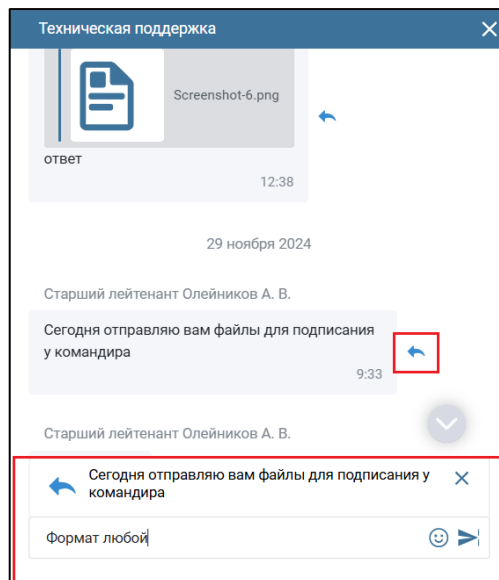 Техническая поддержка
Screenshot-6.png
ответ
12:38
29 ноября 2024
Старший лейтенант Олейников А. В.
Сегодня отправляю вам файлы для подписания
у командира
9:33
Старший лейтенант Олейников А. В.
Сегодня отправляю вам файлы для подписания у
командира
Формат любой